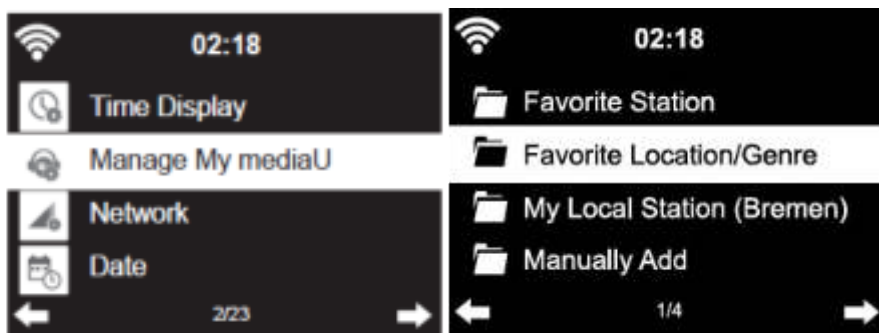 02:18
Time Display
Manage My mediaU
Network
Date
2/23
02:18
Favorite Station
Favorite Location/Genre
My Local Station (Bremen)
Manually Add
1/4